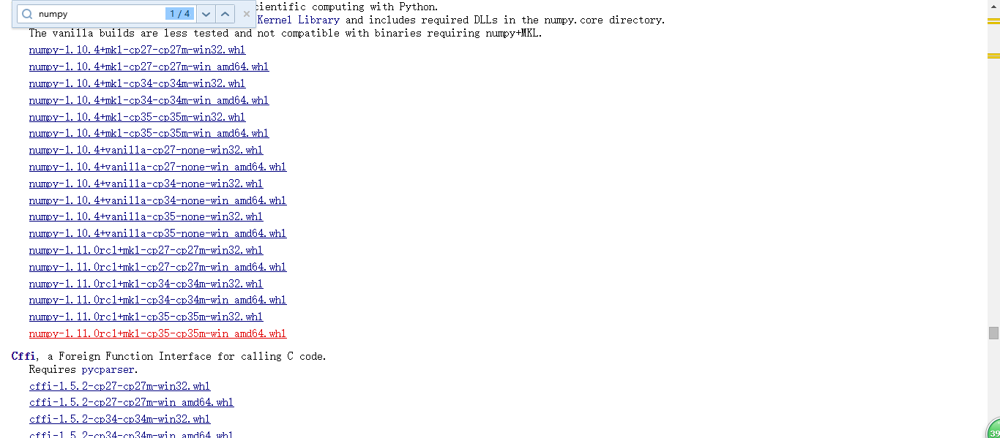 numpy 1 / 4
cientific computing with Python.
Kernel Library and includes required DLLs in the numpy.core directory.
The vanilla builds are less tested and not compatible with binaries requiring numpy+MKL.
numpy-1.10.4+mkl-cp27-cp27m-win32.whl
numpy-1.10.4+mkl-cp27-cp27m-win_amd64.whl
numpy-1.10.4+mkl-cp34-cp34m-win32.whl
numpy-1.10.4+mkl-cp34-cp34m-win_amd64.whl
numpy-1.10.4+mkl-cp35-cp35m-win32.whl
numpy-1.10.4+mkl-cp35-cp35m-win_amd64.whl
numpy-1.10.4+vanilla-cp27-none-win32.whl
numpy-1.10.4+vanilla-cp27-none-win_amd64.whl
numpy-1.10.4+vanilla-cp34-none-win32.whl
numpy-1.10.4+vanilla-cp34-none-win_amd64.whl
numpy-1.10.4+vanilla-cp35-none-win32.whl
numpy-1.10.4+vanilla-cp35-none-win_amd64.whl
numpy-1.11.0rc1+mkl-cp27-cp27m-win32.whl
numpy-1.11.0rc1+mkl-cp27-cp27m-win_amd64.whl
numpy-1.11.0rc1+mkl-cp34-cp34m-win32.whl
numpy-1.11.0rc1+mkl-cp34-cp34m-win_amd64.whl
numpy-1.11.0rc1+mkl-cp35-cp35m-win32.whl
numpy-1.11.0rc1+mkl-cp35-cp35m-win_amd64.whl
Cffi, a Foreign Function Interface for calling C code.
Requires pycparser.
cffi-1.5.2-cp27-cp27m-win32.whl
cffi-1.5.2-cp27-cp27m-win_amd64.whl
cffi-1.5.2-cp34-cp34m-win32.whl
cffi-1.5.2-cp34-cp34m-win_amd64.whl
39